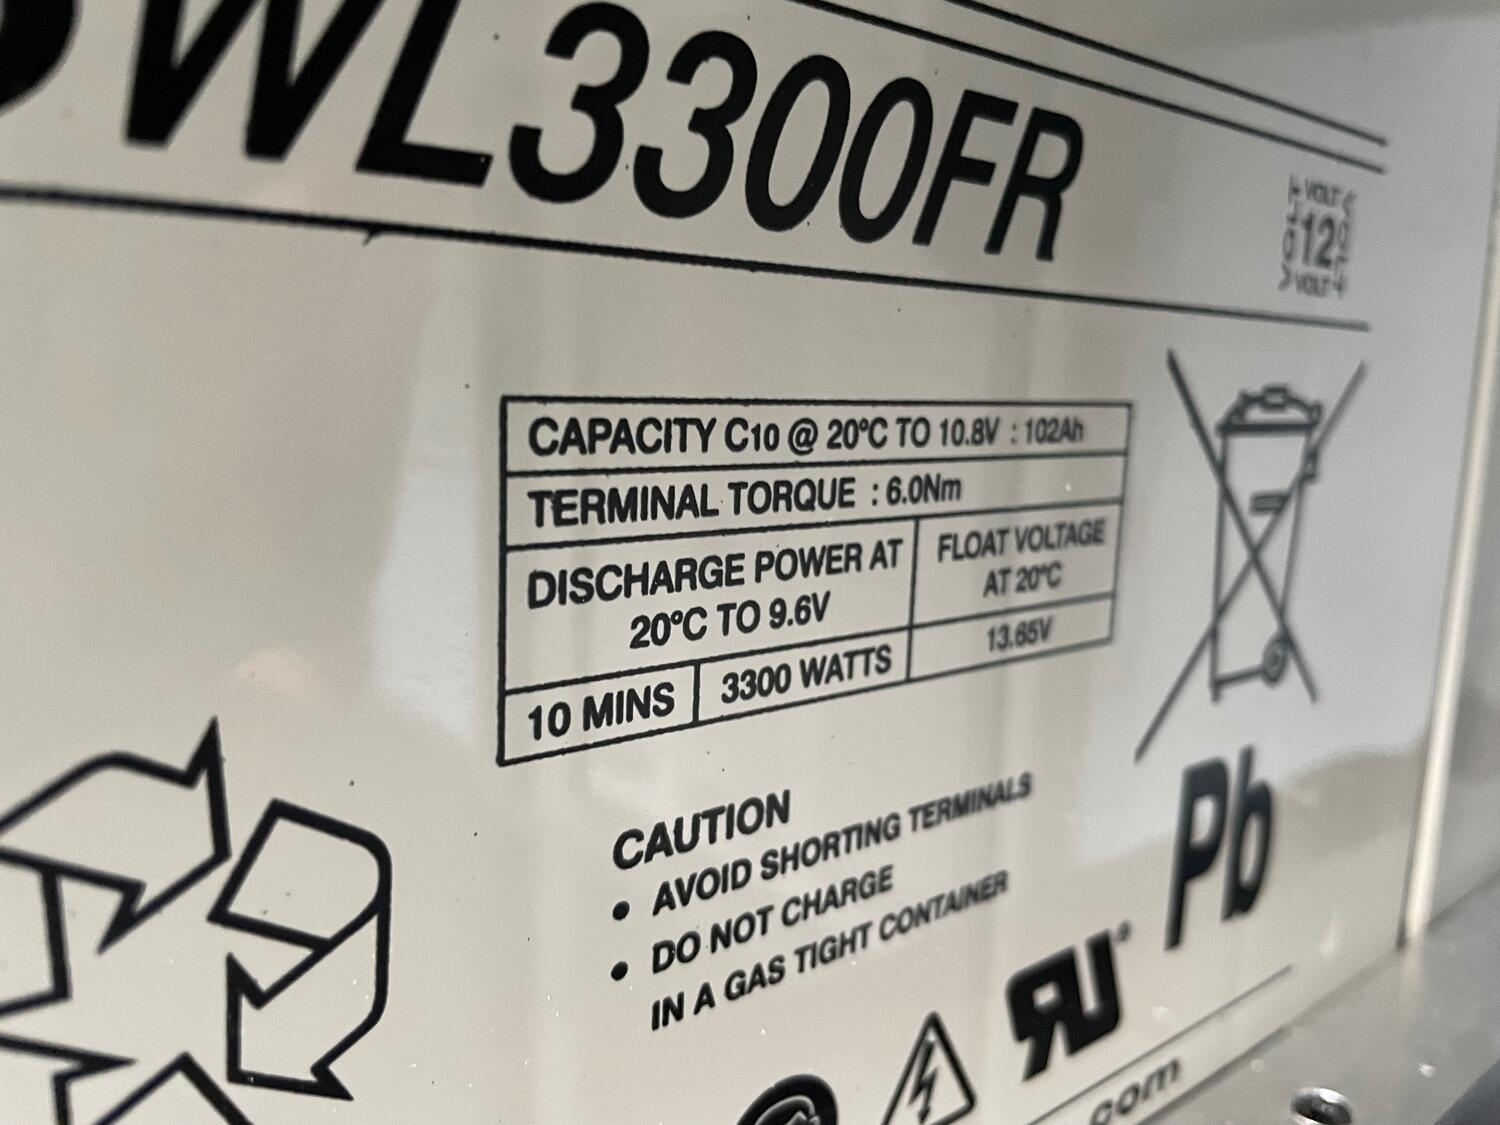 SWL3300FR
VOLT
12
VOLT
CAPACITY C10 @ 20°C TO 10.8V : 102Ah
TERMINAL TORQUE : 6.0Nm
DISCHARGE POWER AT
20°C TO 9.6V
FLOAT VOLTAGE
AT 20°C
10 MINS
3300 WATTS
13.65V
CAUTION
• AVOID SHORTING TERMINALS
• DO NOT CHARGE
IN A GAS TIGHT CONTAINER
Pb
RU®
com